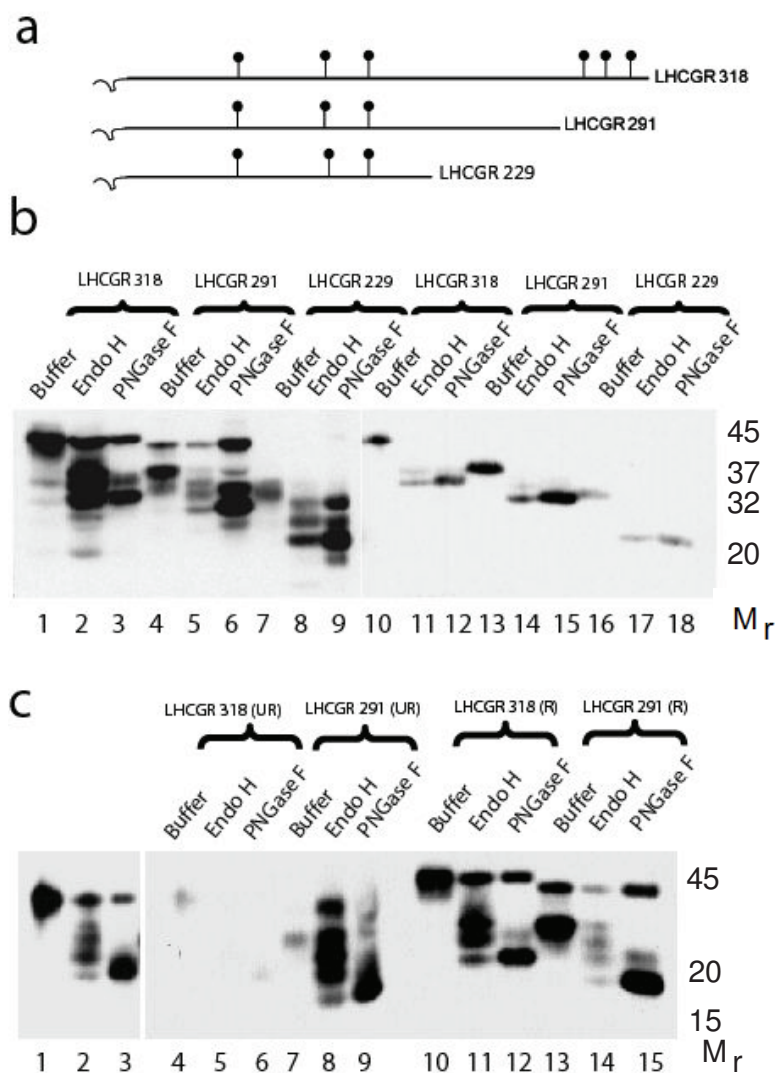 a
LHCGR 318
LHCGR 291
LHCGR 229
b
LHCGR 318 LHCGR 291 LHCGR 229 LHCGR 318 LHCGR 291 LHCGR 229
Buffer Endo H PNGase F Buffer Endo H PNGase F Buffer Endo H PNGase F Buffer Endo H PNGase F Buffer Endo H PNGase F Buffer Endo H PNGase F
45
37
32
20
1 2 3 4 5 6 7 8 9 10 11 12 13 14 15 16 17 18 Mr
c
LHCGR 318 (UR) LHCGR 291 (UR) LHCGR 318 (R) LHCGR 291 (R)
Buffer Endo H PNGase F Buffer Endo H PNGase F Buffer Endo H PNGase F Buffer Endo H PNGase F
45
20
15
1 2 3 4 5 6 7 8 9 10 11 12 13 14 15 Mr